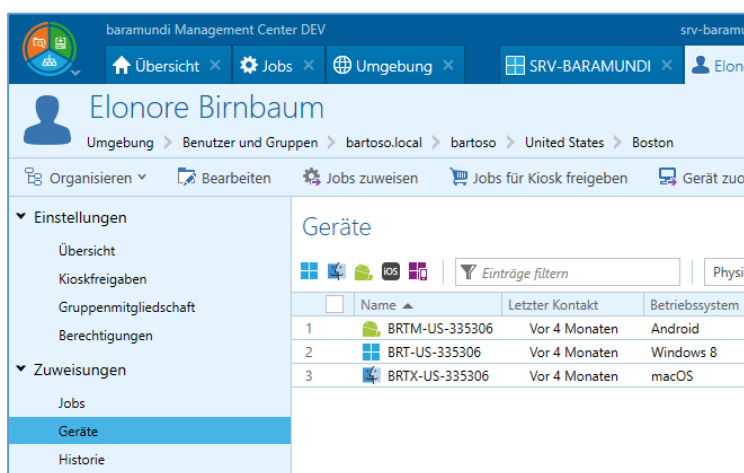 baramundi Management Center DEV srv-baramu
Übersicht Jobs Umgebung SRV-BARAMUNDI Elono
Elonore Birnbaum
Umgebung > Benutzer und Gruppen > bartoso.local > bartoso > United States > Boston
Organisieren Bearbeiten Jobs zuweisen Jobs für Kiosk freigeben Gerät zuo
Einstellungen
Übersicht
Kioskfreigaben
Gruppenmitgliedschaft
Berechtigungen
Zuweisungen
Jobs
Geräte
Historie
Geräte
iOS Einträge filtern Physi
Name Letzter Kontakt Betriebssystem
1 BRTM-US-335306 Vor 4 Monaten Android
2 BRT-US-335306 Vor 4 Monaten Windows 8
3 BRTX-US-335306 Vor 4 Monaten macOS